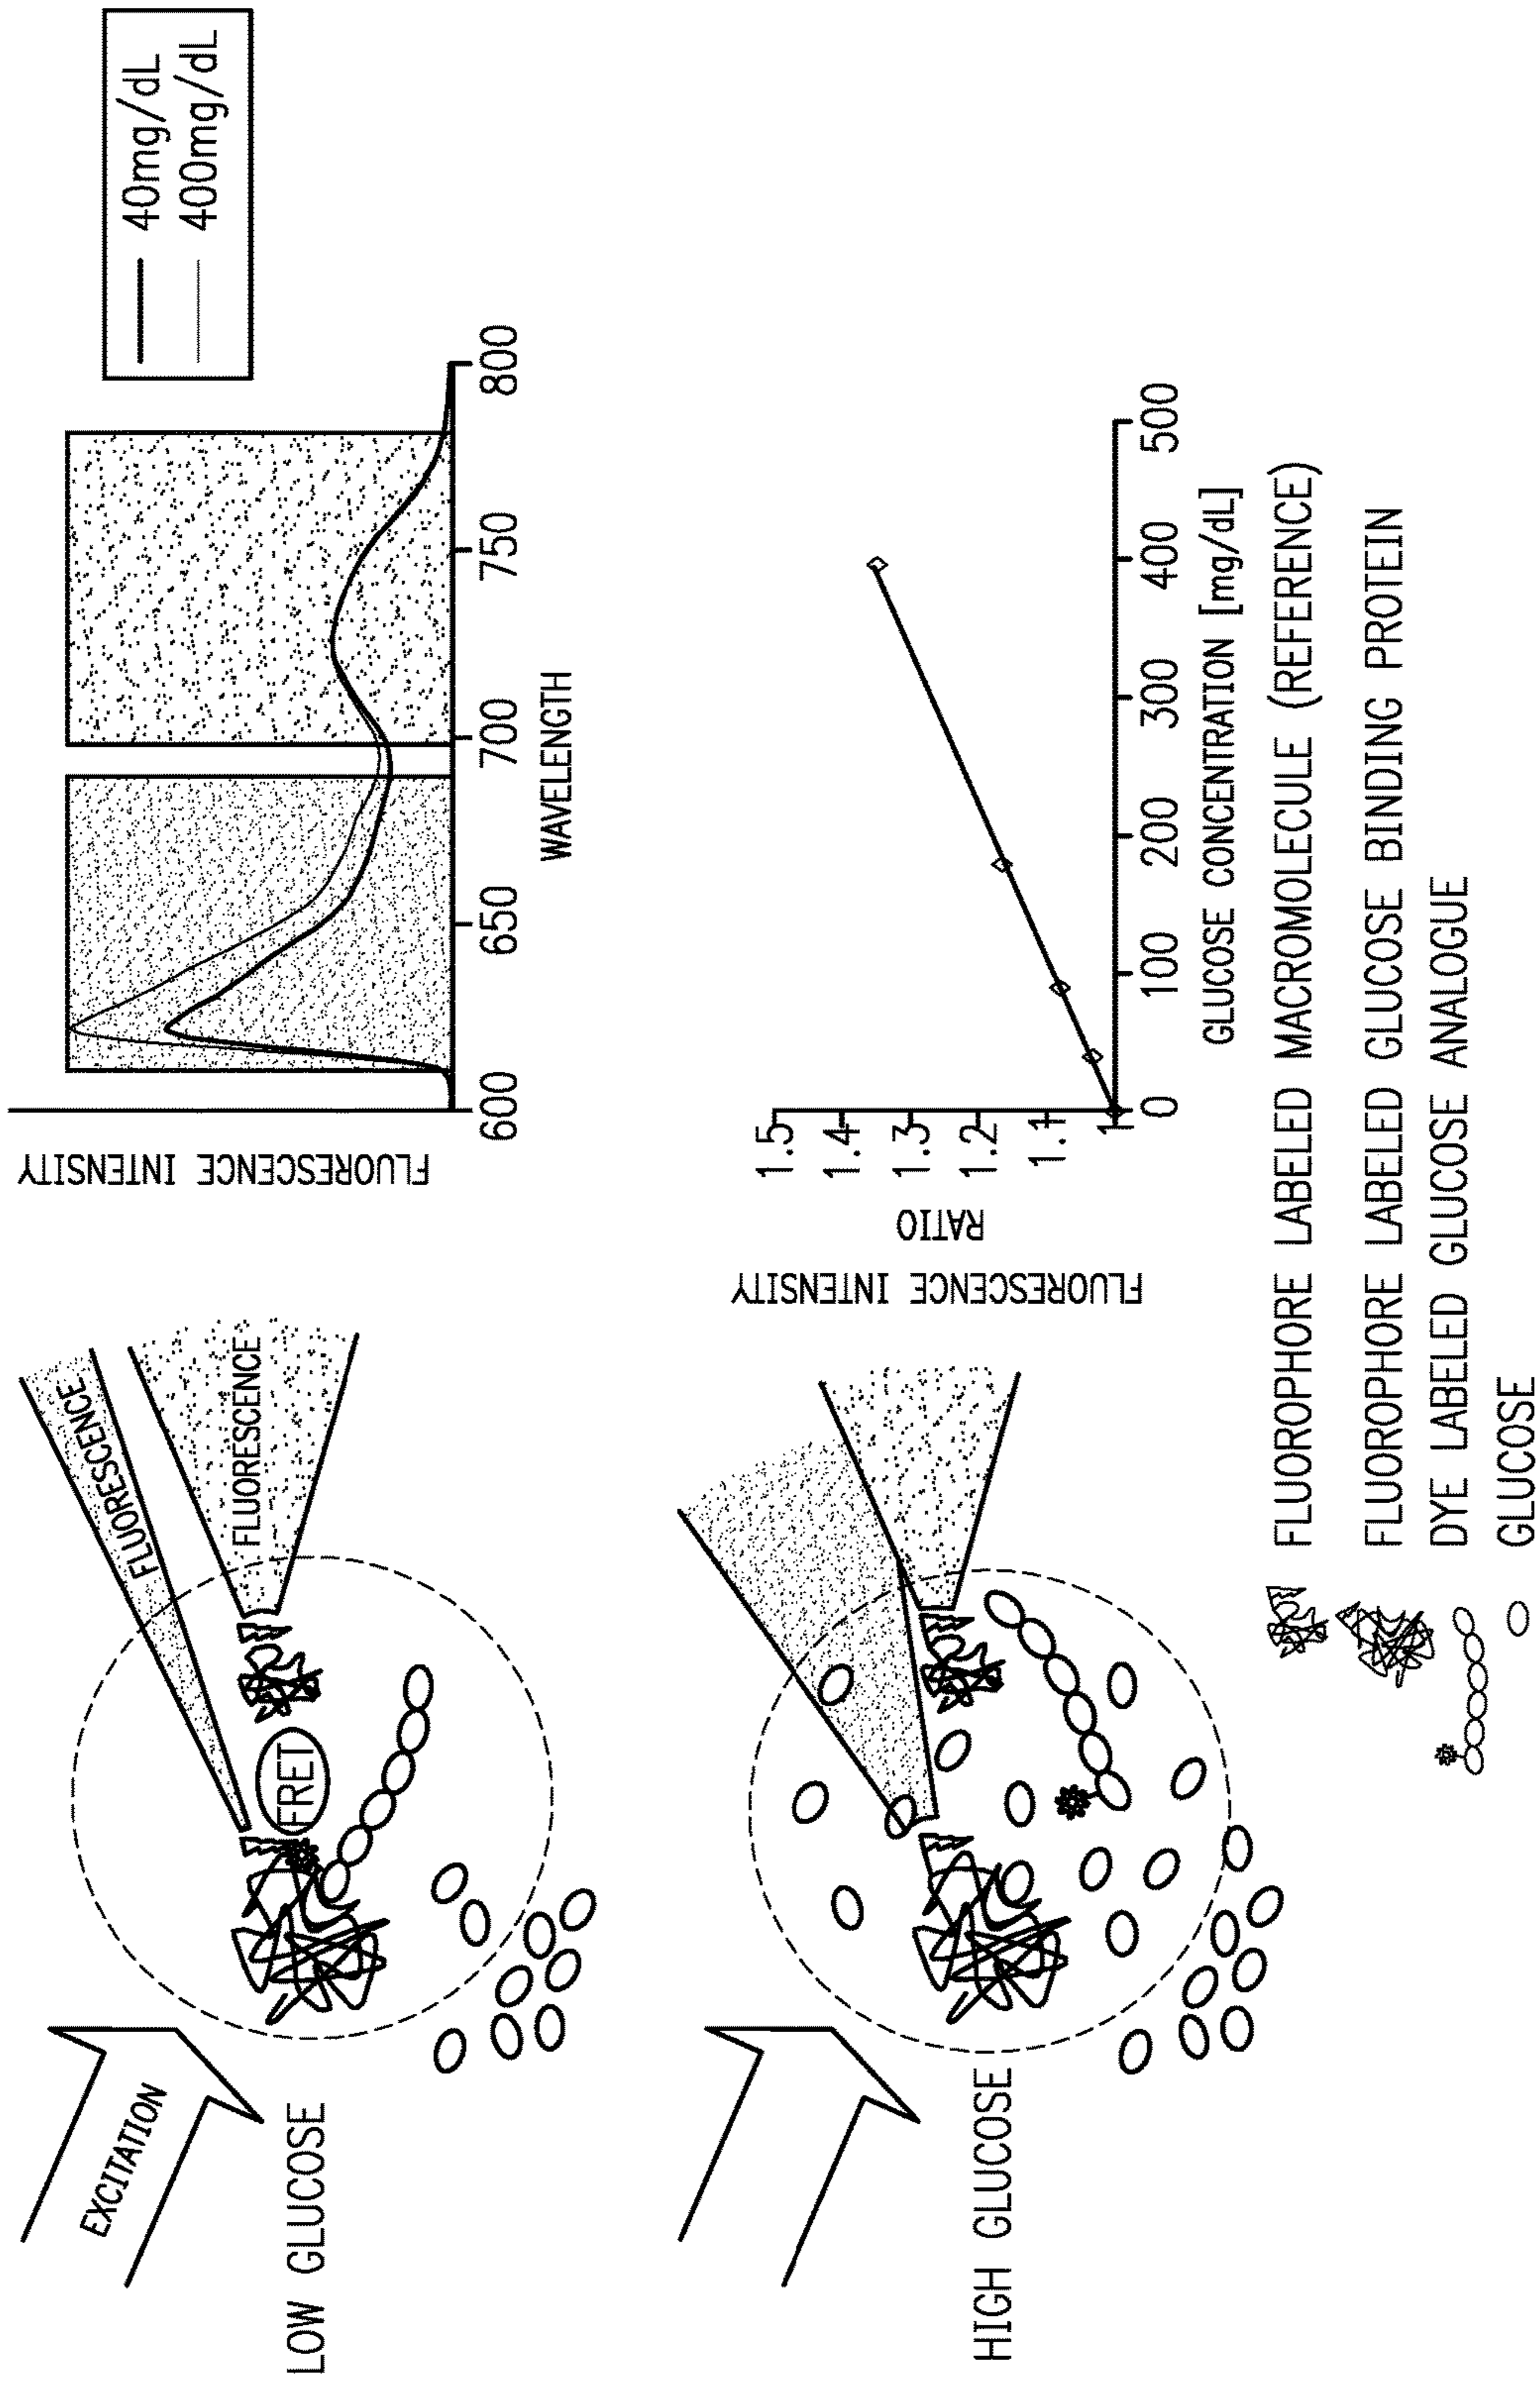 EXCITATION
LOW GLUCOSE
FRET
FLUORESCENCE
FLUORESCENCE
FLUORESCENCE INTENSITY
600
650
700
750
800
WAVELENGTH
40mg/dL
400mg/dL
HIGH GLUCOSE
FLUORESCENCE INTENSITY
RATIO
1.5
1.4
1.3
1.2
1.1
1
0
100
200
300
400
500
GLUCOSE CONCENTRATION [mg/dL]
FLUOROPHORE LABELED MACROMOLECULE (REFERENCE)
FLUOROPHORE LABELED GLUCOSE BINDING PROTEIN
DYE LABELED GLUCOSE ANALOGUE
GLUCOSE